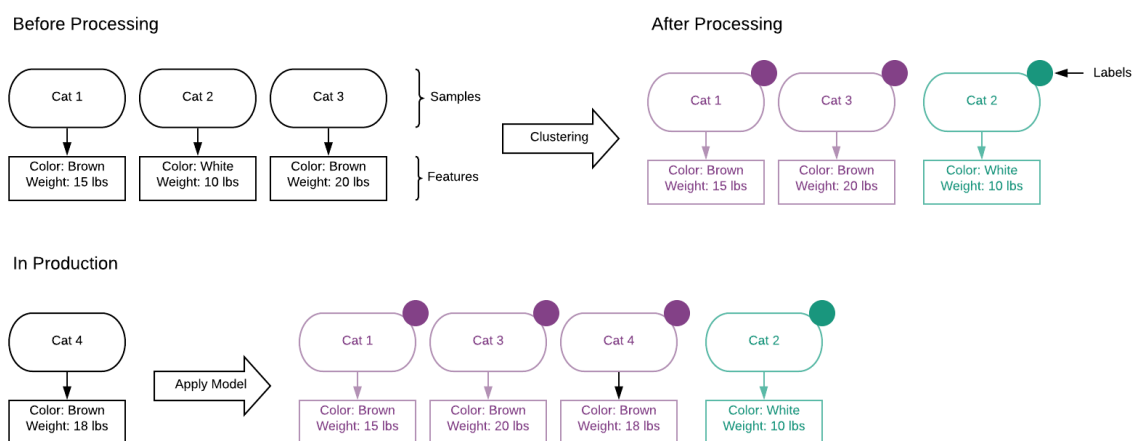 Before Processing
Cat 1
Cat 2
Cat 3
Samples
Color: Brown
Weight: 15 lbs
Color: White
Weight: 10 lbs
Color: Brown
Weight: 20 lbs
Features
Clustering
After Processing
Cat 1
Cat 3
Cat 2
Labels
Color: Brown
Weight: 15 lbs
Color: Brown
Weight: 20 lbs
Color: White
Weight: 10 lbs
In Production
Cat 4
Color: Brown
Weight: 18 lbs
Apply Model
Cat 1
Cat 3
Cat 4
Cat 2
Color: Brown
Weight: 15 lbs
Color: Brown
Weight: 20 lbs
Color: Brown
Weight: 18 lbs
Color: White
Weight: 10 lbs